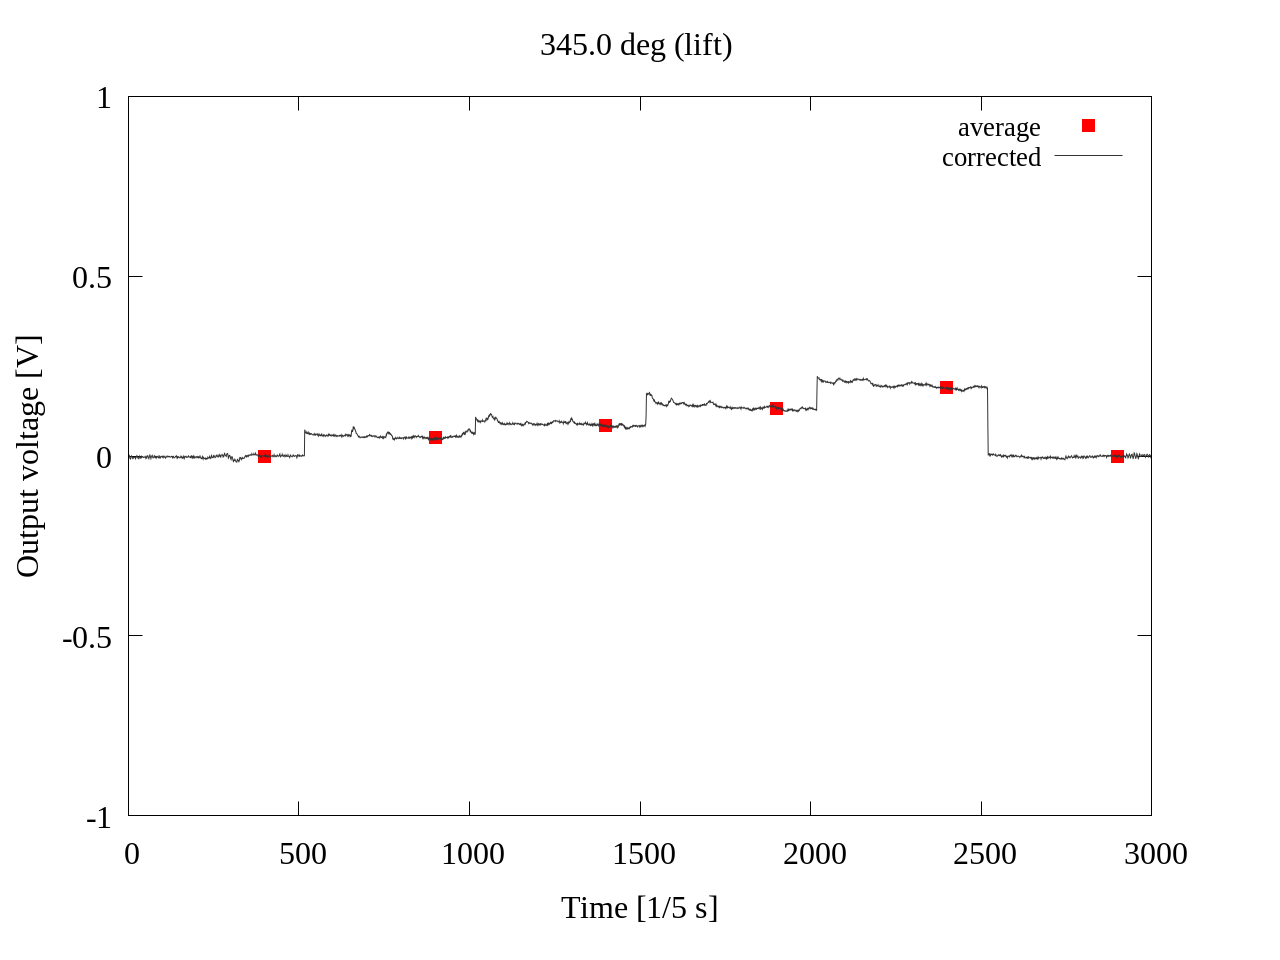 345.0 deg (lift)
average
corrected
1
0.5
0
-0.5
-1
Output voltage [V]
0 500 1000 1500 2000 2500 3000
Time [1/5 s]